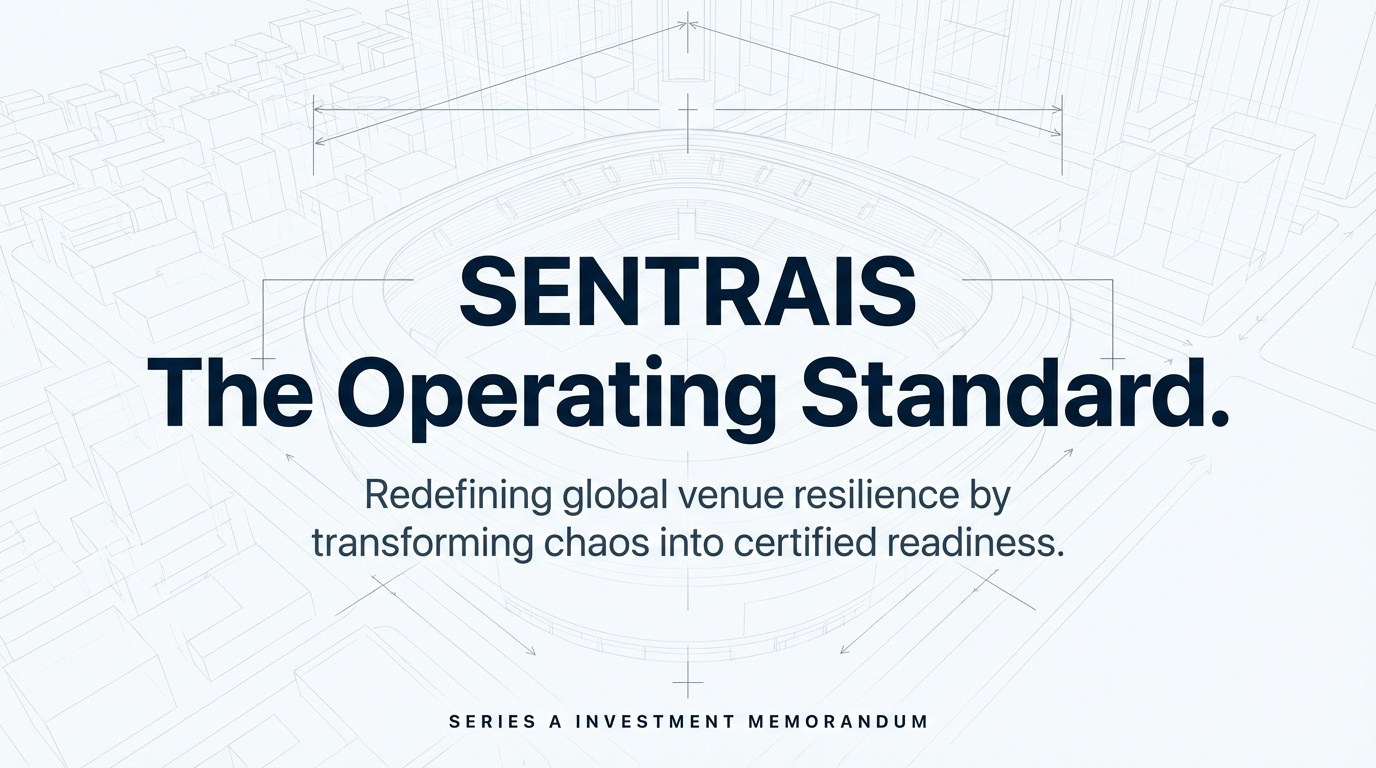 SENTRAIS
The Operating Standard.
Redefining global venue resilience by
transforming chaos into certified readiness.
SERIES A INVESTMENT MEMORANDUM